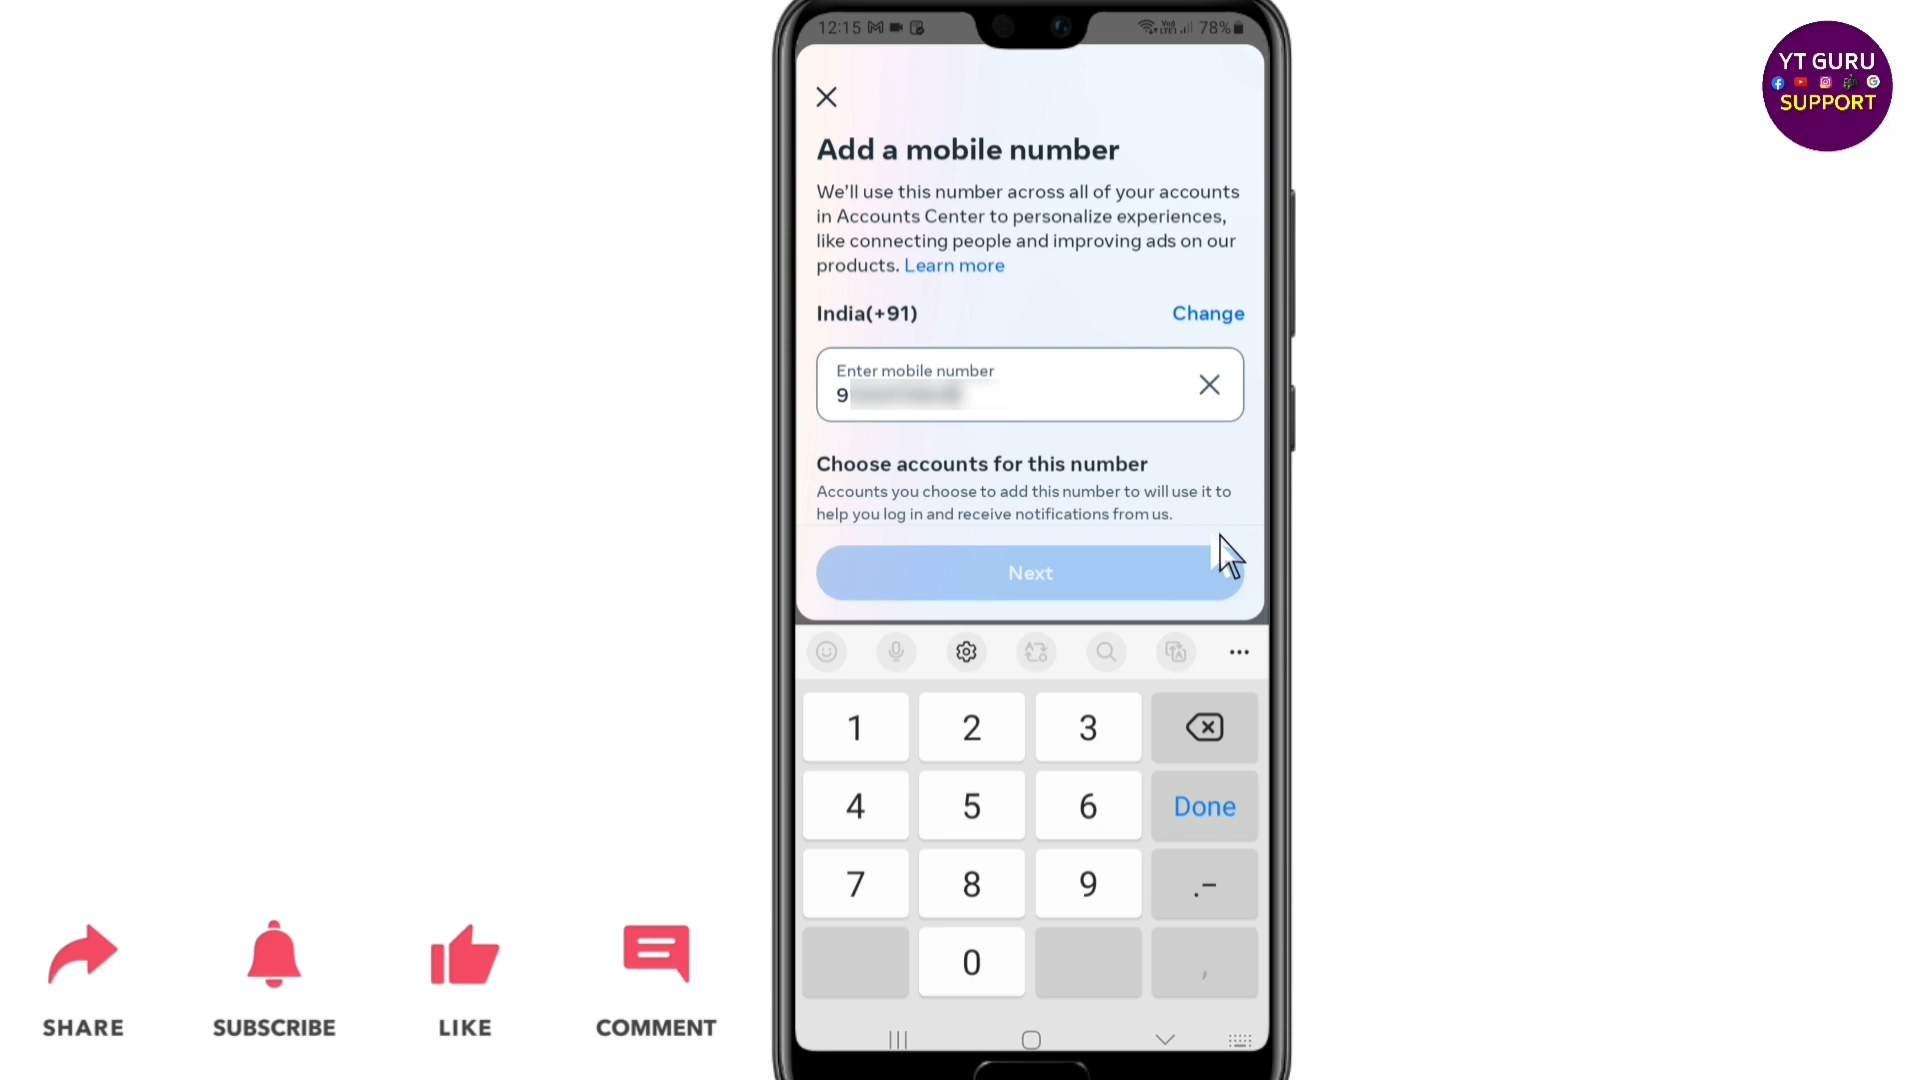 12:15
78%
YT GURU
SUPPORT
Add a mobile number
We'll use this number across all of your accounts
in Accounts Center to personalize experiences,
like connecting people and improving ads on our
products. Learn more
India(+91)
Change
Enter mobile number
9
Choose accounts for this number
Accounts you choose to add this number to will use it to
help you log in and receive notifications from us.
Next
1 2 3
4 5 6 Done
7 8 9 .-
0 ,
SHARE
SUBSCRIBE
LIKE
COMMENT